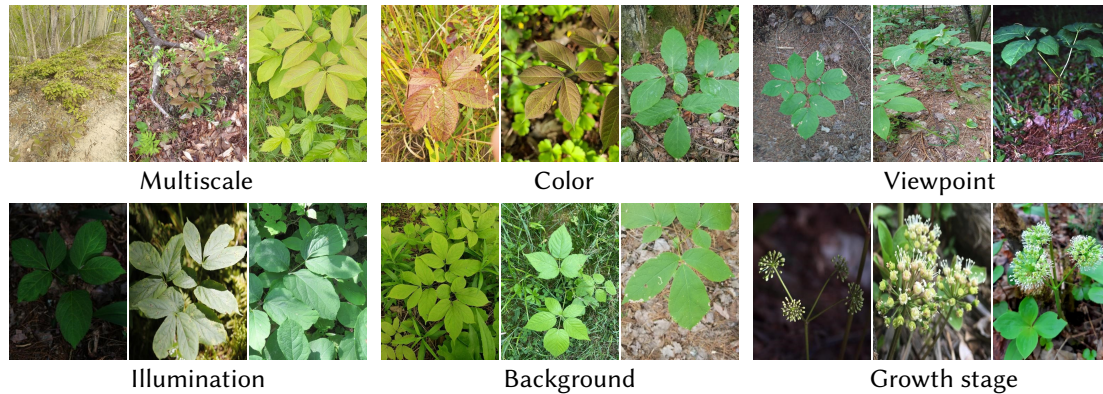 Multiscale
Color
Viewpoint
Illumination
Background
Growth stage